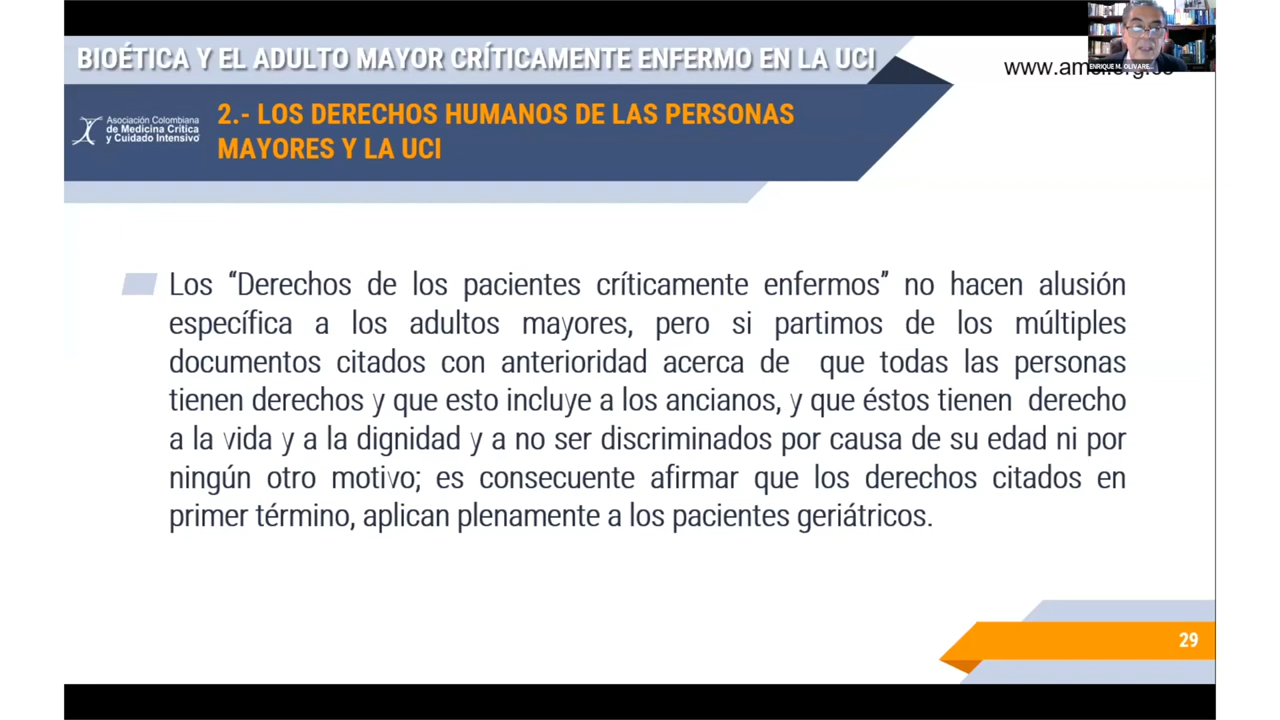 BIOÉTICA Y EL ADULTO MAYOR CRÍTICAMENTE ENFERMO EN LA UCI
ENRIQUE M. OLIVARE...
Asociación Colombiana
de Medicina Crítica
y Cuidado Intensivo
2.- LOS DERECHOS HUMANOS DE LAS PERSONAS
MAYORES Y LA UCI
Los “Derechos de los pacientes críticamente enfermos” no hacen alusión
específica a los adultos mayores, pero si partimos de los múltiples
documentos citados con anterioridad acerca de que todas las personas
tienen derechos y que esto incluye a los ancianos, y que éstos tienen derecho
a la vida y a la dignidad y a no ser discriminados por causa de su edad ni por
ningún otro motivo; es consecuente afirmar que los derechos citados en
primer término, aplican plenamente a los pacientes geriátricos.
29